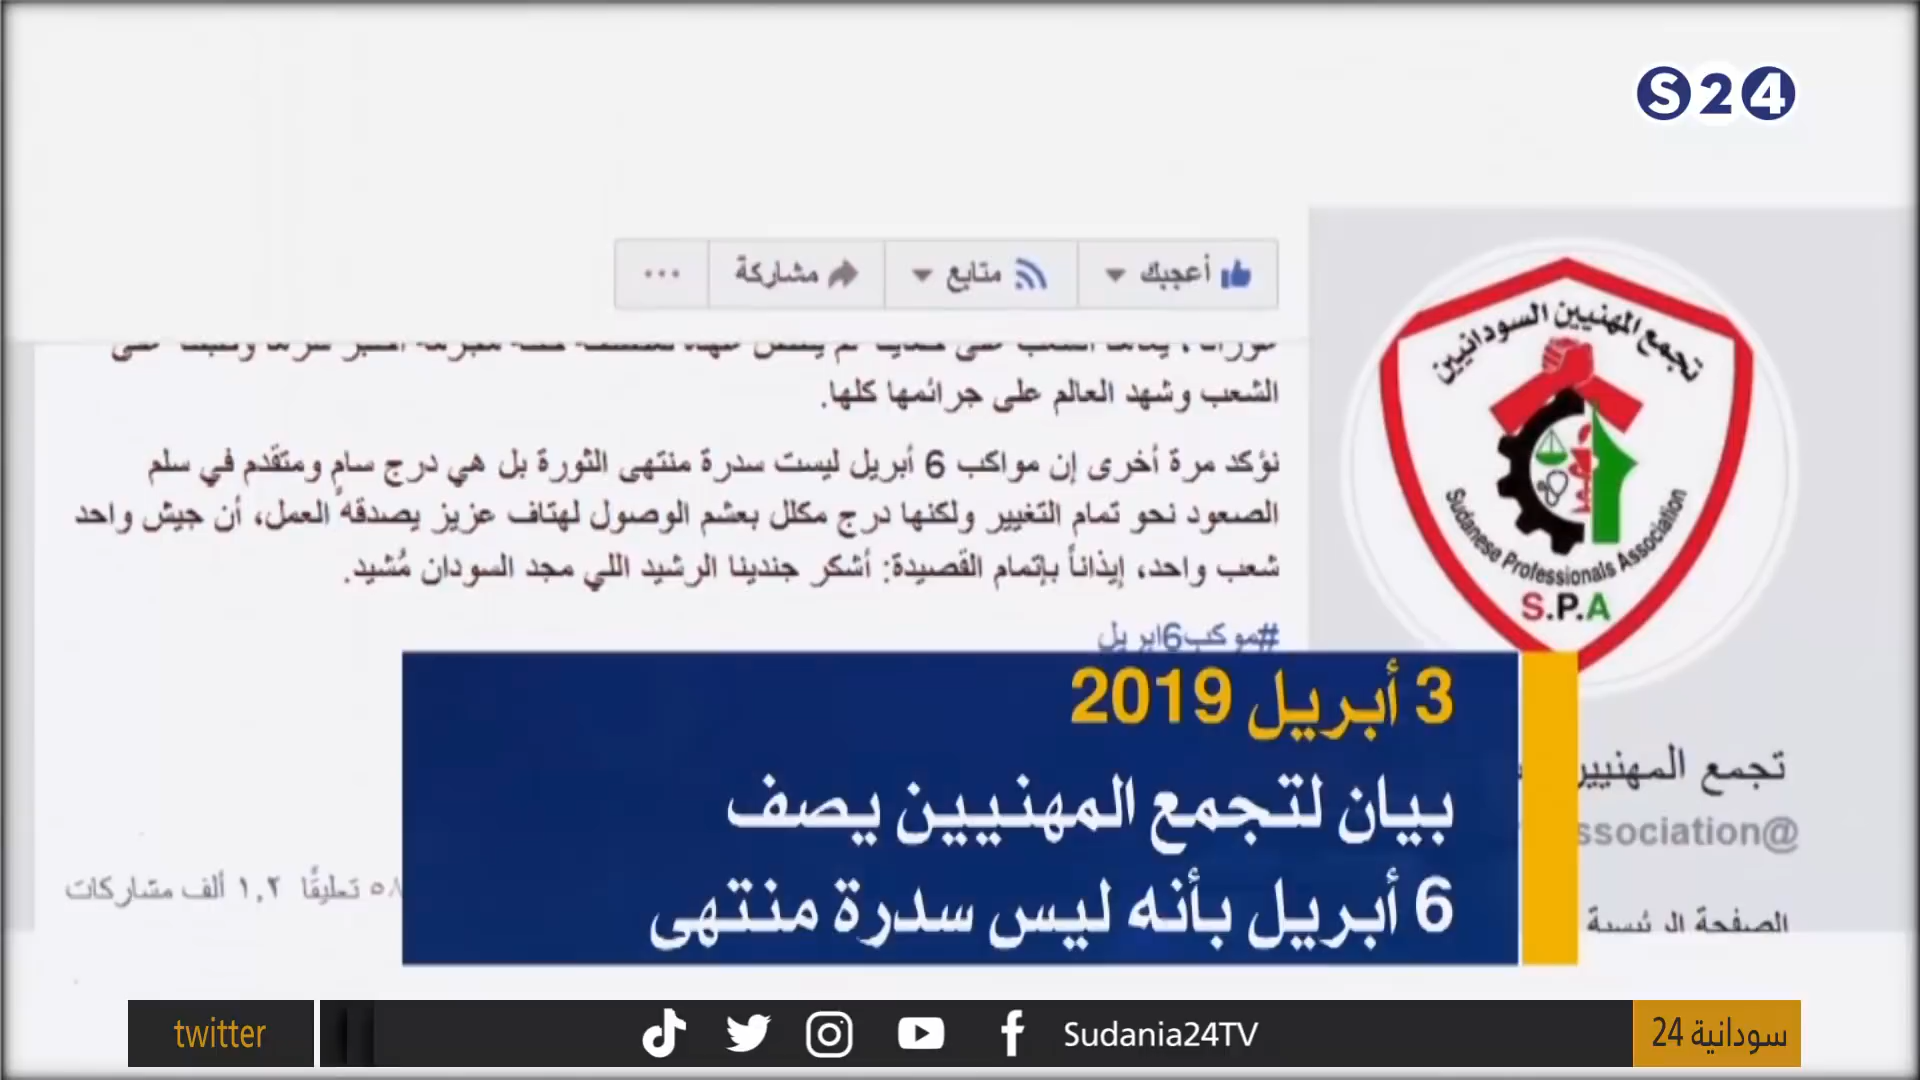 S24
أعجبك
متابع
مشاركة
الشعب وشهد العالم على جرائمها كلها.
نؤكد مرة أخرى إن مواكب 6 أبريل ليست سدرة منتهى الثورة بل هي درج سامٍ ومتقدم في سلم
الصعود نحو تمام التغيير ولكنها درج مكلل بعشم الوصول لهتاف عزيز يصدقهُ العمل، أن جيش واحد
شعب واحد، إيذاناً بإتمام القصيدة: أشكر جندينا الرشيد اللي مجد السودان مُشيد.
#موكب6ابريل
تجمع المهنيين السودانيين
Sudanese Professionals Association
S.P.A
3 أبريل 2019
بيان لتجمع المهنيين يصف
6 أبريل بأنه ليس سدرة منتهى
تجمع
@
الصفحة الرئيسية
تعليقًا ١,٢ ألف مشاركات
twitter
Sudania24TV
سودانية 24